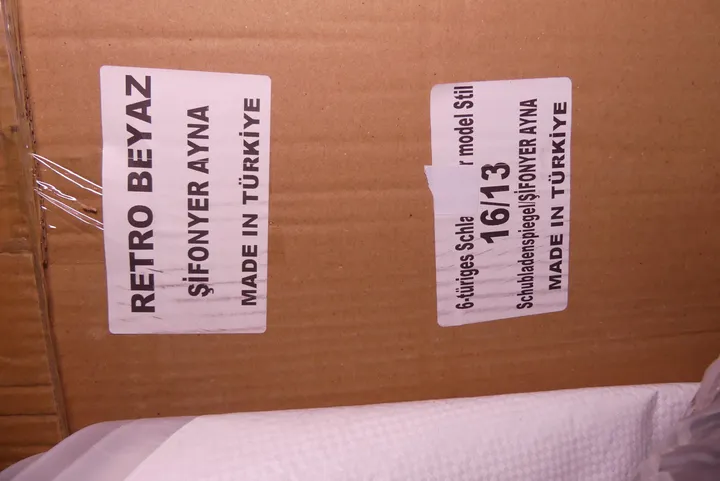 RETRO BEYAZ
ŞİFONYER AYNA
MADE IN TÜRKİYE
6-türiges model Stil
16/13
Schubladenspiegel/ŞİFONYER AYNA
MADE IN TÜRKİYE